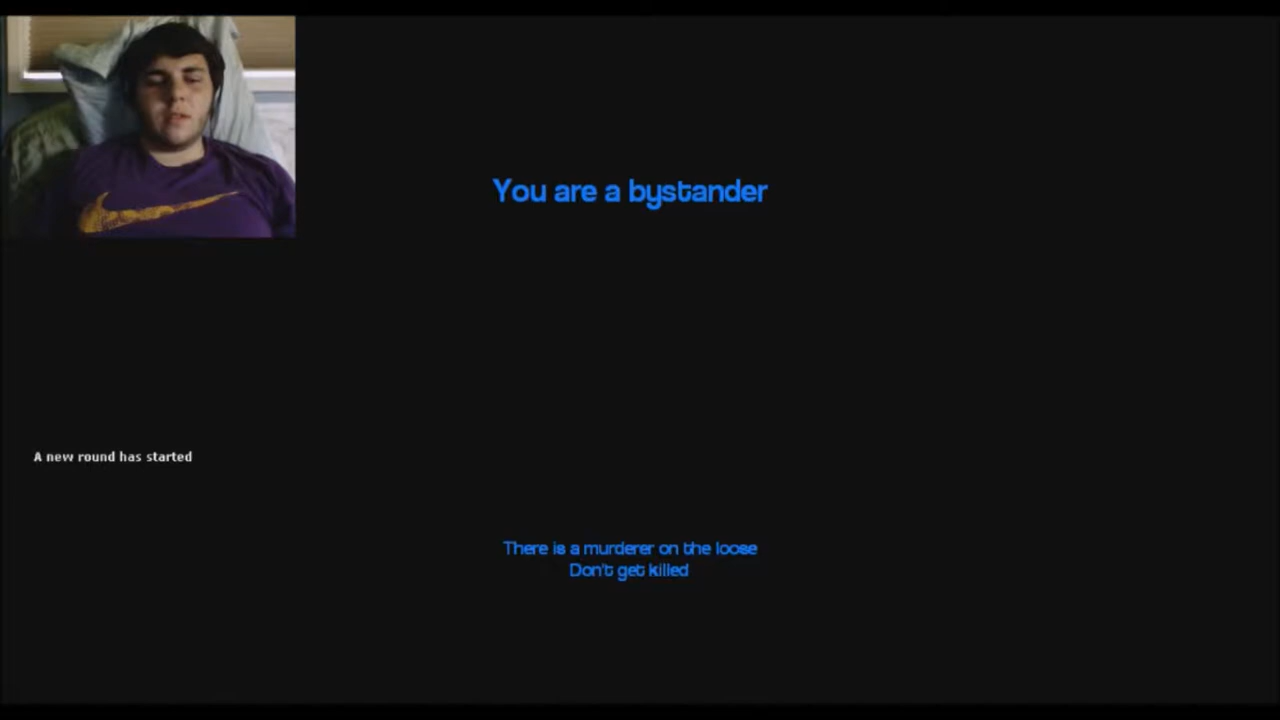 You are a bystander
A new round has started
There is a murderer on the loose
Don't get killed